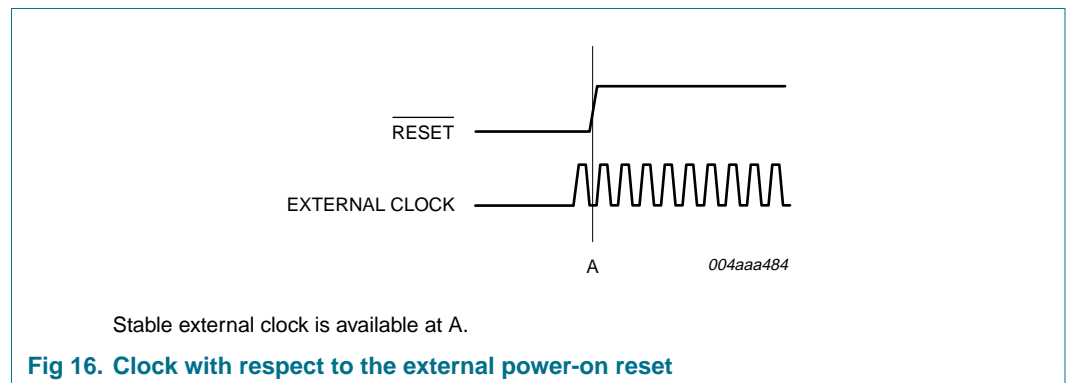 RESET
EXTERNAL CLOCK
A
004aaa484
Stable external clock is available at A.
Fig 16. Clock with respect to the external power-on reset